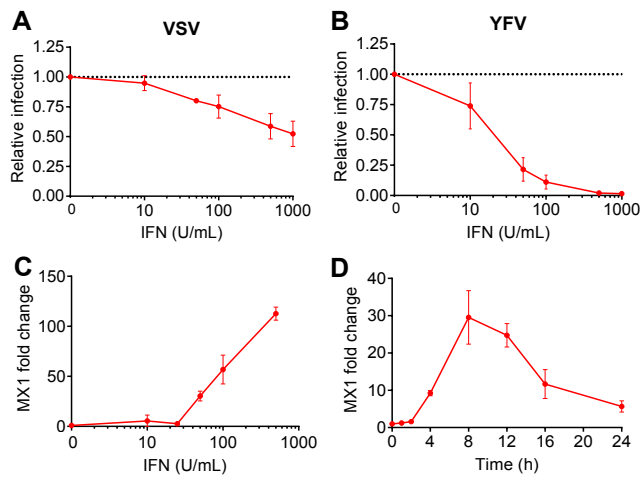 A
VSV
Relative infection
1.25
1.00
0.75
0.50
0.25
0.00
0 10 100 1000
IFN (U/mL)
B
YFV
Relative infection
1.25
1.00
0.75
0.50
0.25
0.00
0 10 100 1000
IFN (U/mL)
C
MX1 fold change
150
100
50
0
0 10 100 1000
IFN (U/mL)
D
MX1 fold change
40
30
20
10
0
0 4 8 12 16 24
Time (h)